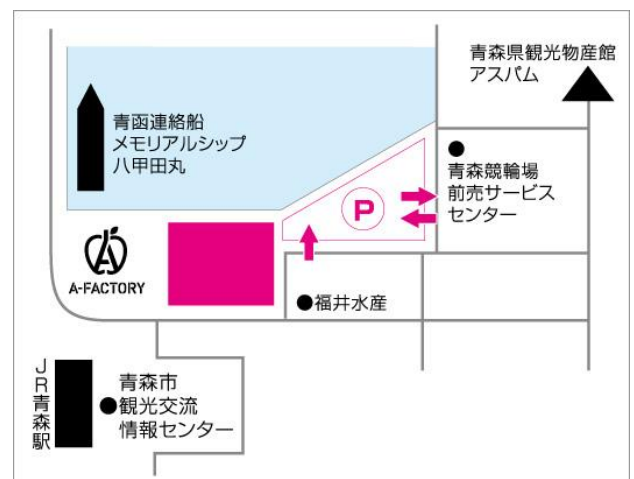 青森県観光物産館
アスパム
青函連絡船
メモリアルシップ
八甲田丸
青森競輪場
前売サービス
センター
P
A-FACTORY
福井水産
JR青森駅
青森市
観光交流
情報センター